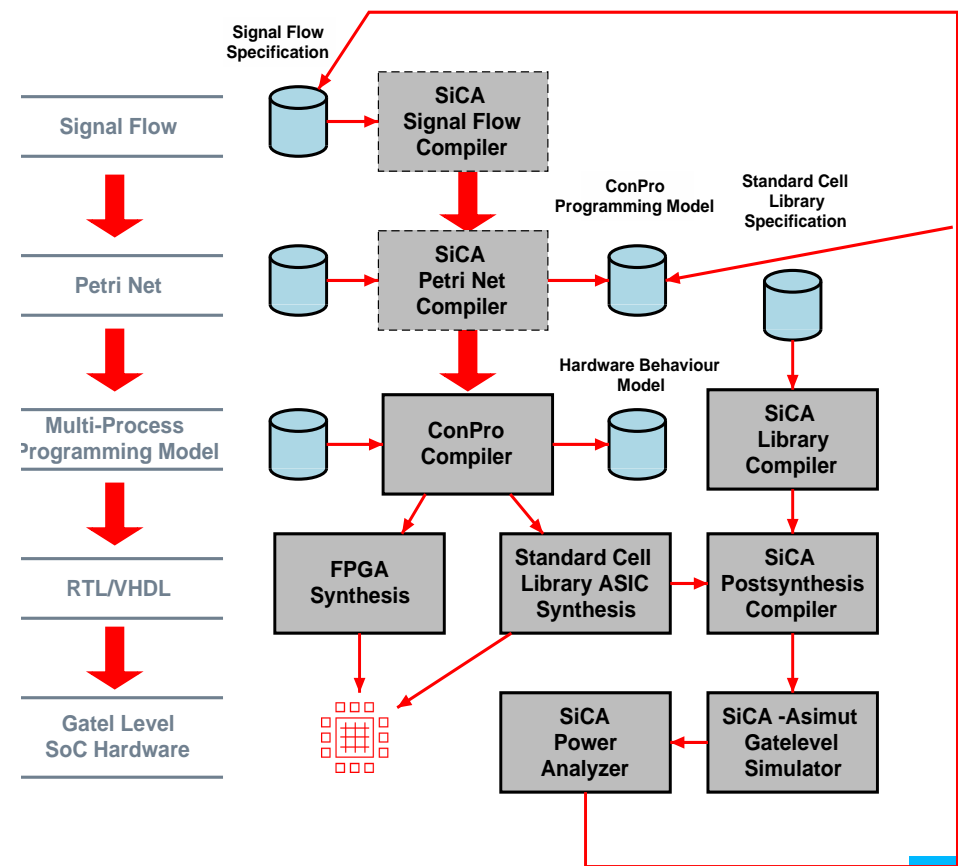 Signal Flow
Specification
SiCA
Signal Flow
Compiler
Signal Flow
ConPro
Programming Model
Standard Cell
Library
Specification
SiCA
Petri Net
Compiler
Petri Net
Hardware Behaviour
Model
Multi-Process
Programming Model
ConPro
Compiler
SiCA
Library
Compiler
RTL/VHDL
FPGA
Synthesis
Standard Cell
Library ASIC
Synthesis
SiCA
Postsynthesis
Compiler
Gatel Level
SoC Hardware
SiCA
Power
Analyzer
SiCA -Asimut
Gatelevel
Simulator